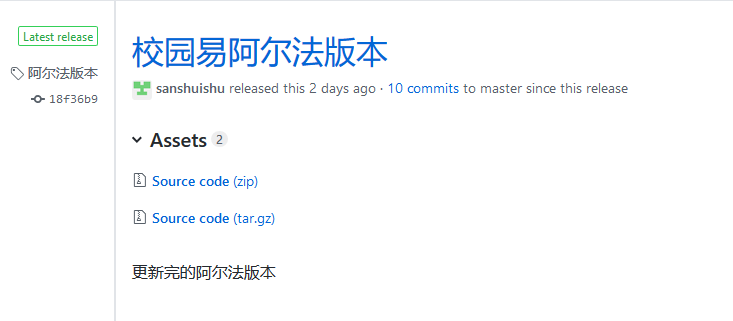 Latest release
阿尔法版本
18f36b9
校园易阿尔法版本
sanshuishu released this 2 days ago · 10 commits to master since this release
Assets 2
Source code (zip)
Source code (tar.gz)
更新完的阿尔法版本